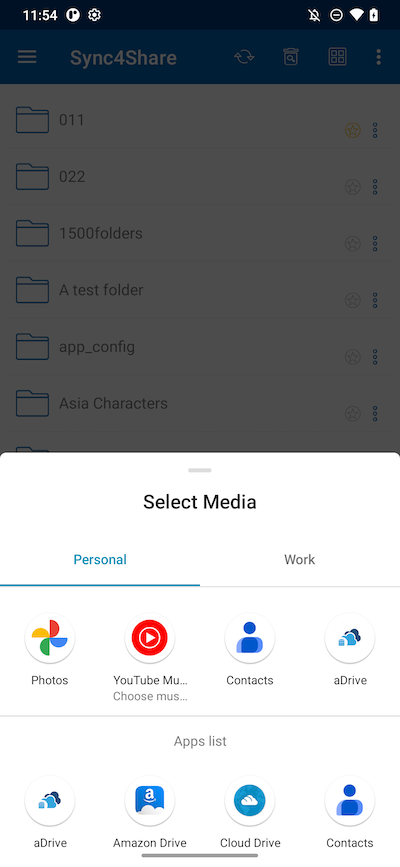 11:54
Sync4Share
011
022
1500folders
A test folder
app_config
Asia Characters
Select Media
Personal
Work
Photos
YouTube Mu...
Choose mus...
Contacts
aDrive
Apps list
aDrive
Amazon Drive
Cloud Drive
Contacts